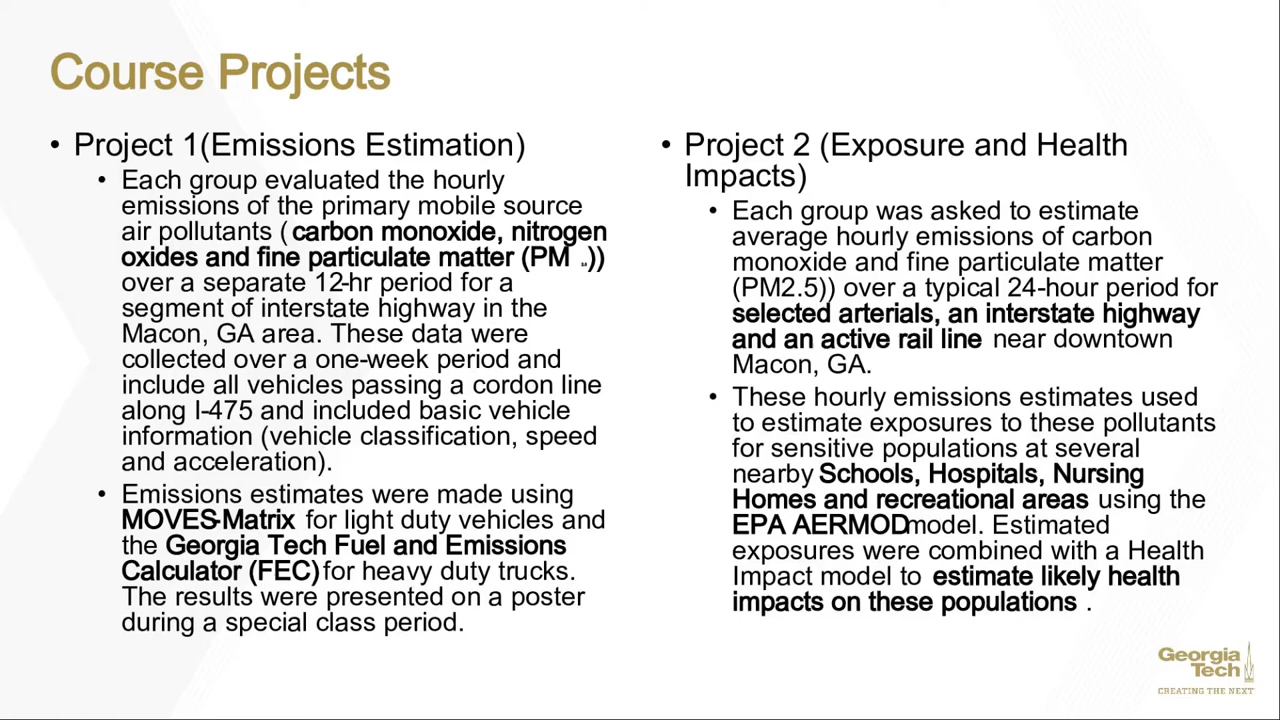 Course Projects
• Project 1(Emissions Estimation)
• Each group evaluated the hourly
emissions of the primary mobile source
air pollutants ( carbon monoxide, nitrogen
oxides and fine particulate matter (PM ))
over a separate 12-hr period for a
segment of interstate highway in the
Macon, GA area. These data were
collected over a one-week period and
include all vehicles passing a cordon line
along I-475 and included basic vehicle
information (vehicle classification, speed
and acceleration).
• Emissions estimates were made using
MOVES-Matrix for light duty vehicles and
the Georgia Tech Fuel and Emissions
Calculator (FEC) for heavy duty trucks.
The results were presented on a poster
during a special class period.
• Project 2 (Exposure and Health
Impacts)
• Each group was asked to estimate
average hourly emissions of carbon
monoxide and fine particulate matter
(PM2.5)) over a typical 24-hour period for
selected arterials, an interstate highway
and an active rail line near downtown
Macon, GA.
• These hourly emissions estimates used
to estimate exposures to these pollutants
for sensitive populations at several
nearby Schools, Hospitals, Nursing
Homes and recreational areas using the
EPA AERMOD model. Estimated
exposures were combined with a Health
Impact model to estimate likely health
impacts on these populations .
Georgia
Tech
CREATING THE NEXT